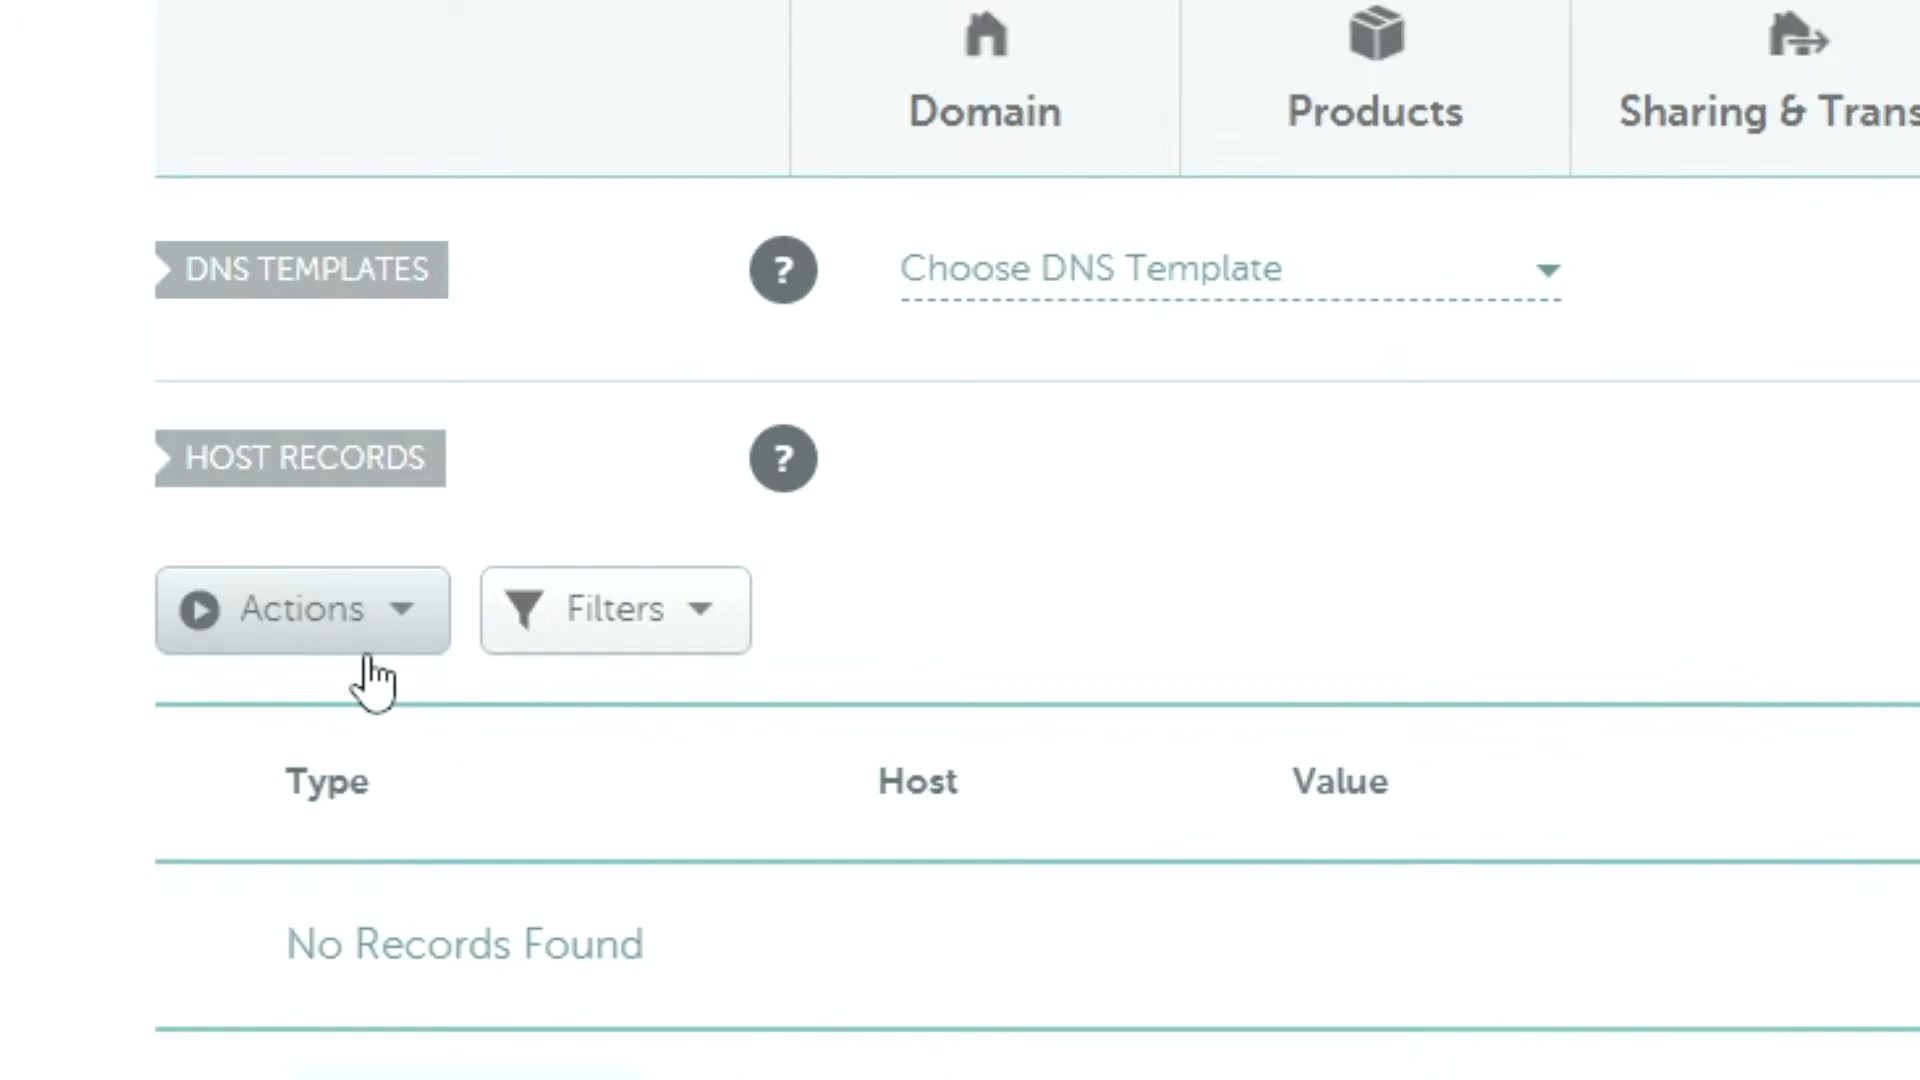 Domain
Products
Sharing & Trans
DNS TEMPLATES
?
Choose DNS Template
HOST RECORDS
?
Actions
Filters
Type
Host
Value
No Records Found